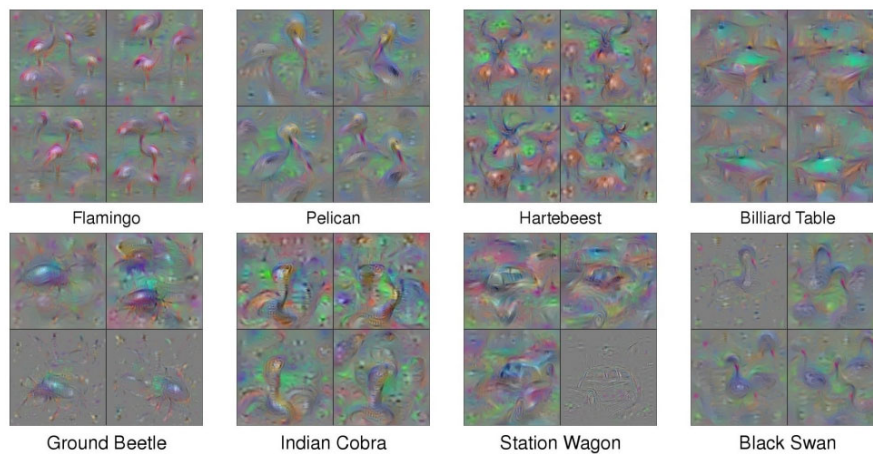 Flamingo
Pelican
Hartebeest
Billiard Table
Ground Beetle
Indian Cobra
Station Wagon
Black Swan